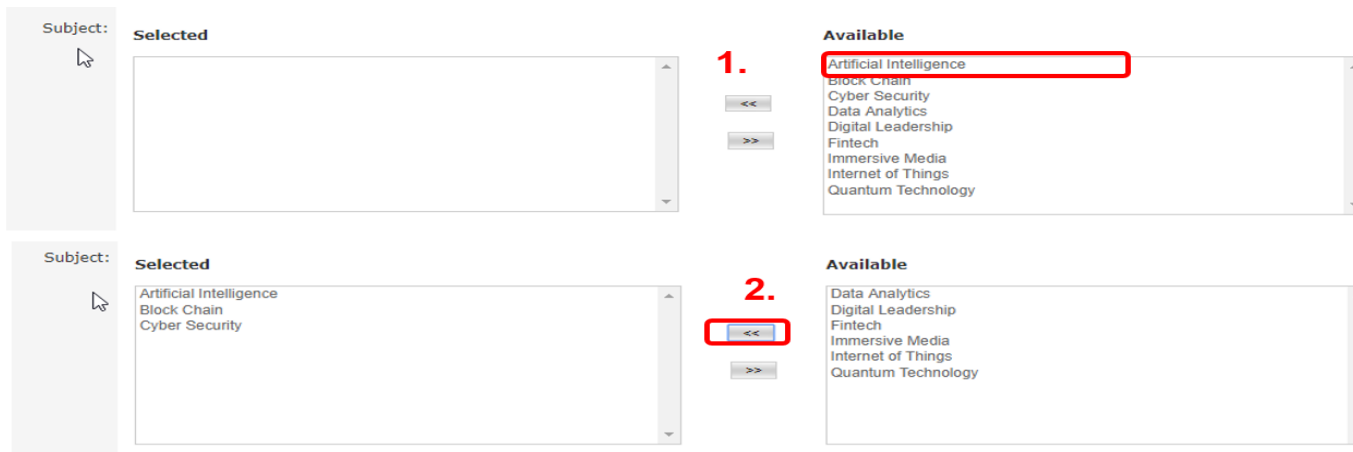 Subject:
Selected
Available
1.
<<
>>
Artificial Intelligence
Block Chain
Cyber Security
Data Analytics
Digital Leadership
Fintech
Immersive Media
Internet of Things
Quantum Technology
Subject:
Selected
Available
Artificial Intelligence
Block Chain
Cyber Security
2.
<<
>>
Data Analytics
Digital Leadership
Fintech
Immersive Media
Internet of Things
Quantum Technology